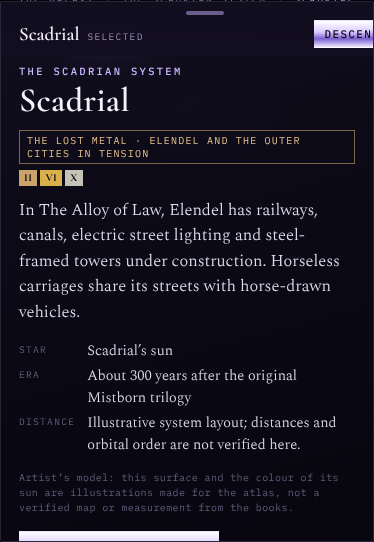 Scadrial SELECTED
DESCEN
THE SCADRIAN SYSTEM
Scadrial
THE LOST METAL · ELENDEL AND THE OUTER
CITIES IN TENSION
II VI X
In The Alloy of Law, Elendel has railways,
canals, electric street lighting and steel-
framed towers under construction. Horseless
carriages share its streets with horse-drawn
vehicles.
STAR Scadrial’s sun
ERA About 300 years after the original
Mistborn trilogy
DISTANCE Illustrative system layout; distances and
orbital order are not verified here.
Artist’s model: this surface and the colour of its
sun are illustrations made for the atlas, not a
verified map or measurement from the books.